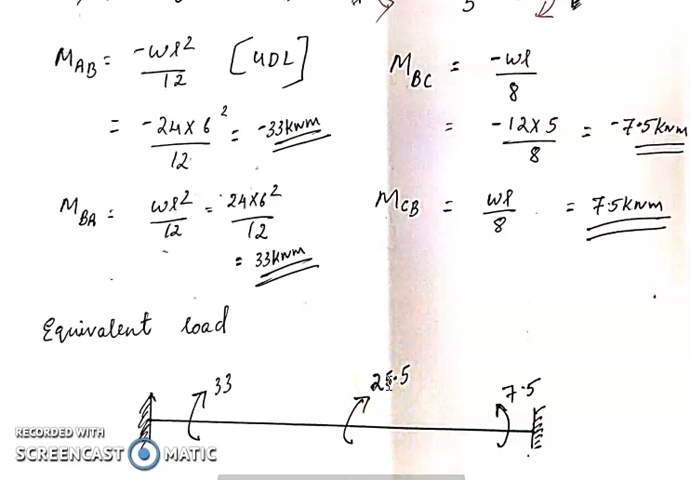 M_AB = -wl²/12 [UDL]
= -24×6²/12 = -33kNm
M_BA = wl²/12 = 24×6²/12
= 33kNm
M_BC = -wl/8
= -12×5/8 = -7.5kNm
M_CB = wl/8 = 7.5kNm
Equivalent load
33 25.5 7.5
RECORDED WITH
SCREENCAST MATIC